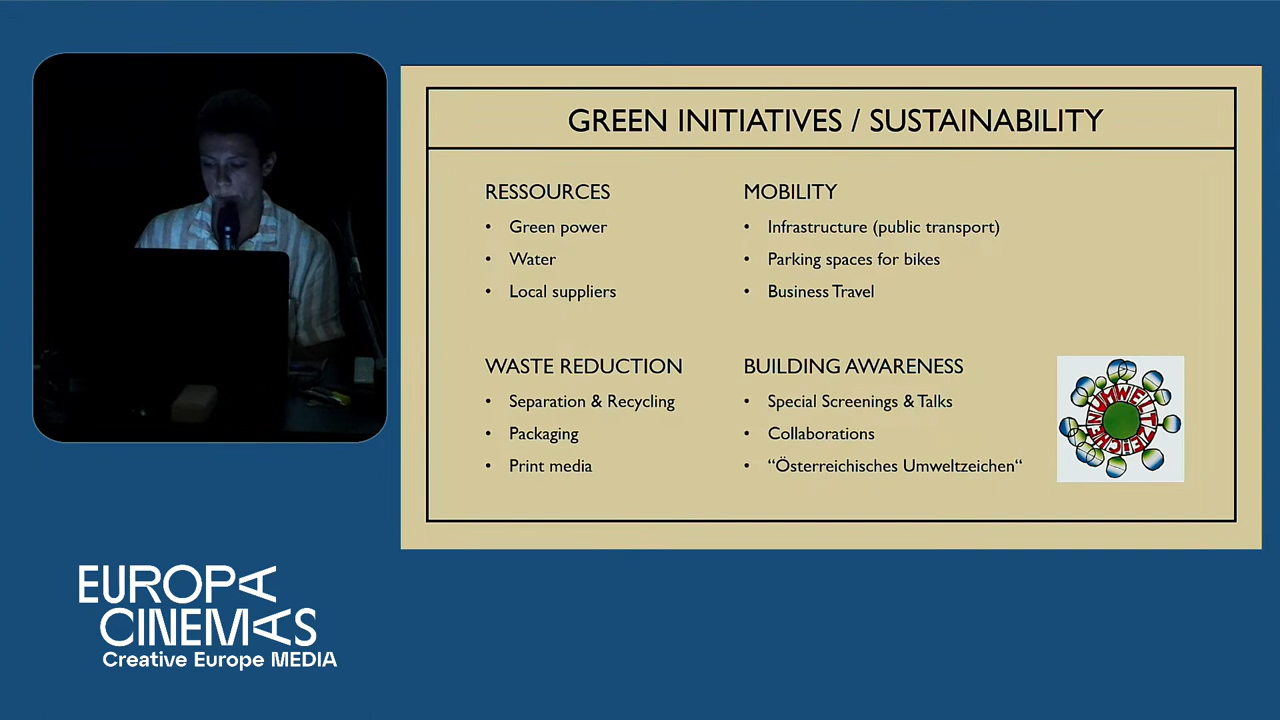 GREEN INITIATIVES / SUSTAINABILITY
RESSOURCES
• Green power
• Water
• Local suppliers
MOBILITY
• Infrastructure (public transport)
• Parking spaces for bikes
• Business Travel
WASTE REDUCTION
• Separation & Recycling
• Packaging
• Print media
BUILDING AWARENESS
• Special Screenings & Talks
• Collaborations
• “Österreichisches Umweltzeichen“
UMWELTZEICHEN
EUROPA
CINEMAS
Creative Europe MEDIA